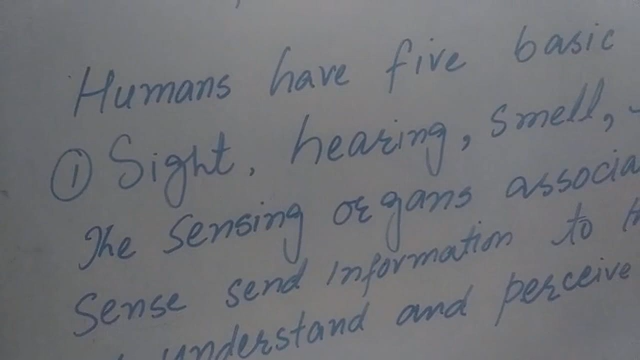 Humans have five basic
① Sight, hearing, smell,
The sensing organs associa
Sense send information to
understand and perceive